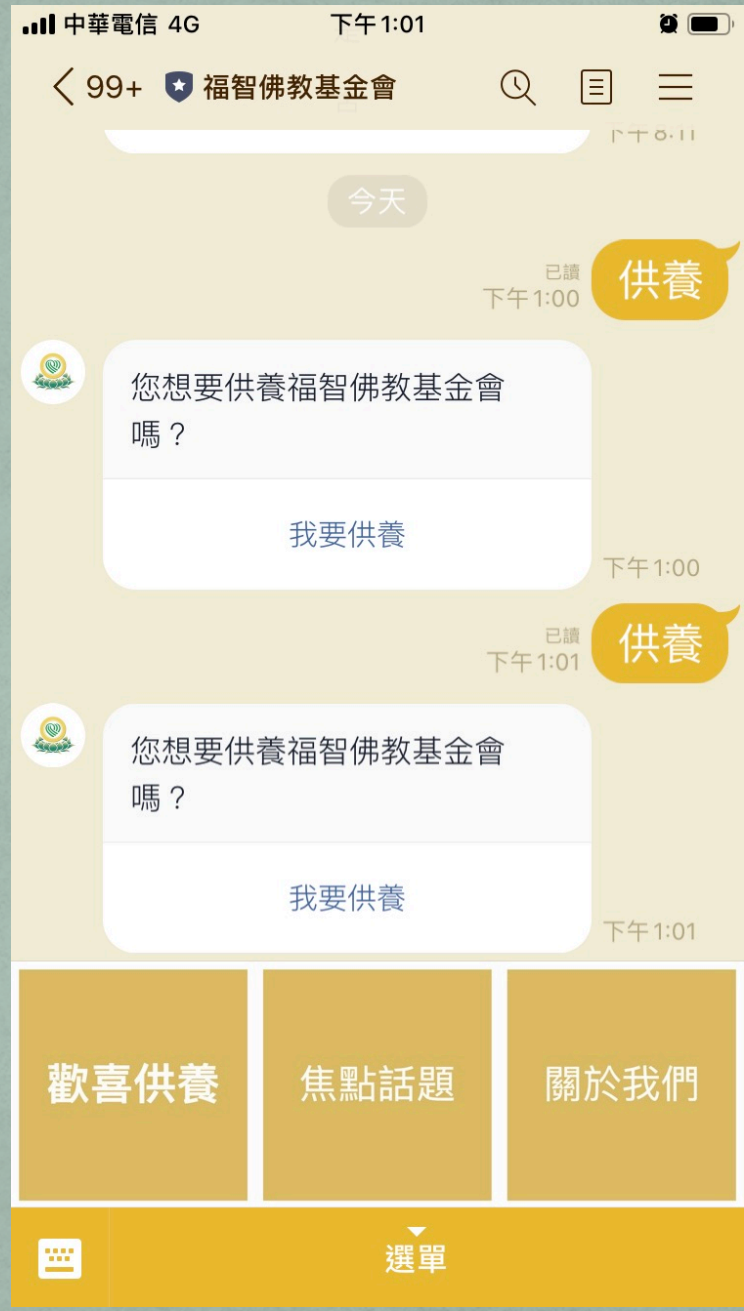 中華電信 4G 下午1:01
99+ 福智佛教基金會
下午8:11
今天
已讀
下午1:00
供養
您想要供養福智佛教基金會
嗎？
我要供養
下午1:00
已讀
下午1:01
供養
您想要供養福智佛教基金會
嗎？
我要供養
下午1:01
歡喜供養 焦點話題 關於我們
選單